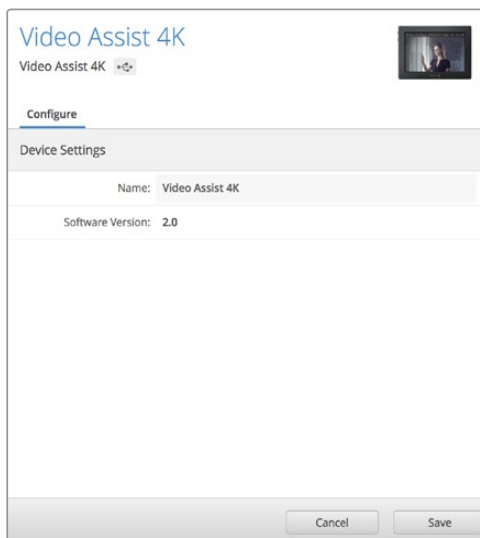 Video Assist 4K
Video Assist 4K
Configure
Device Settings
Name: Video Assist 4K
Software Version: 2.0
Cancel Save